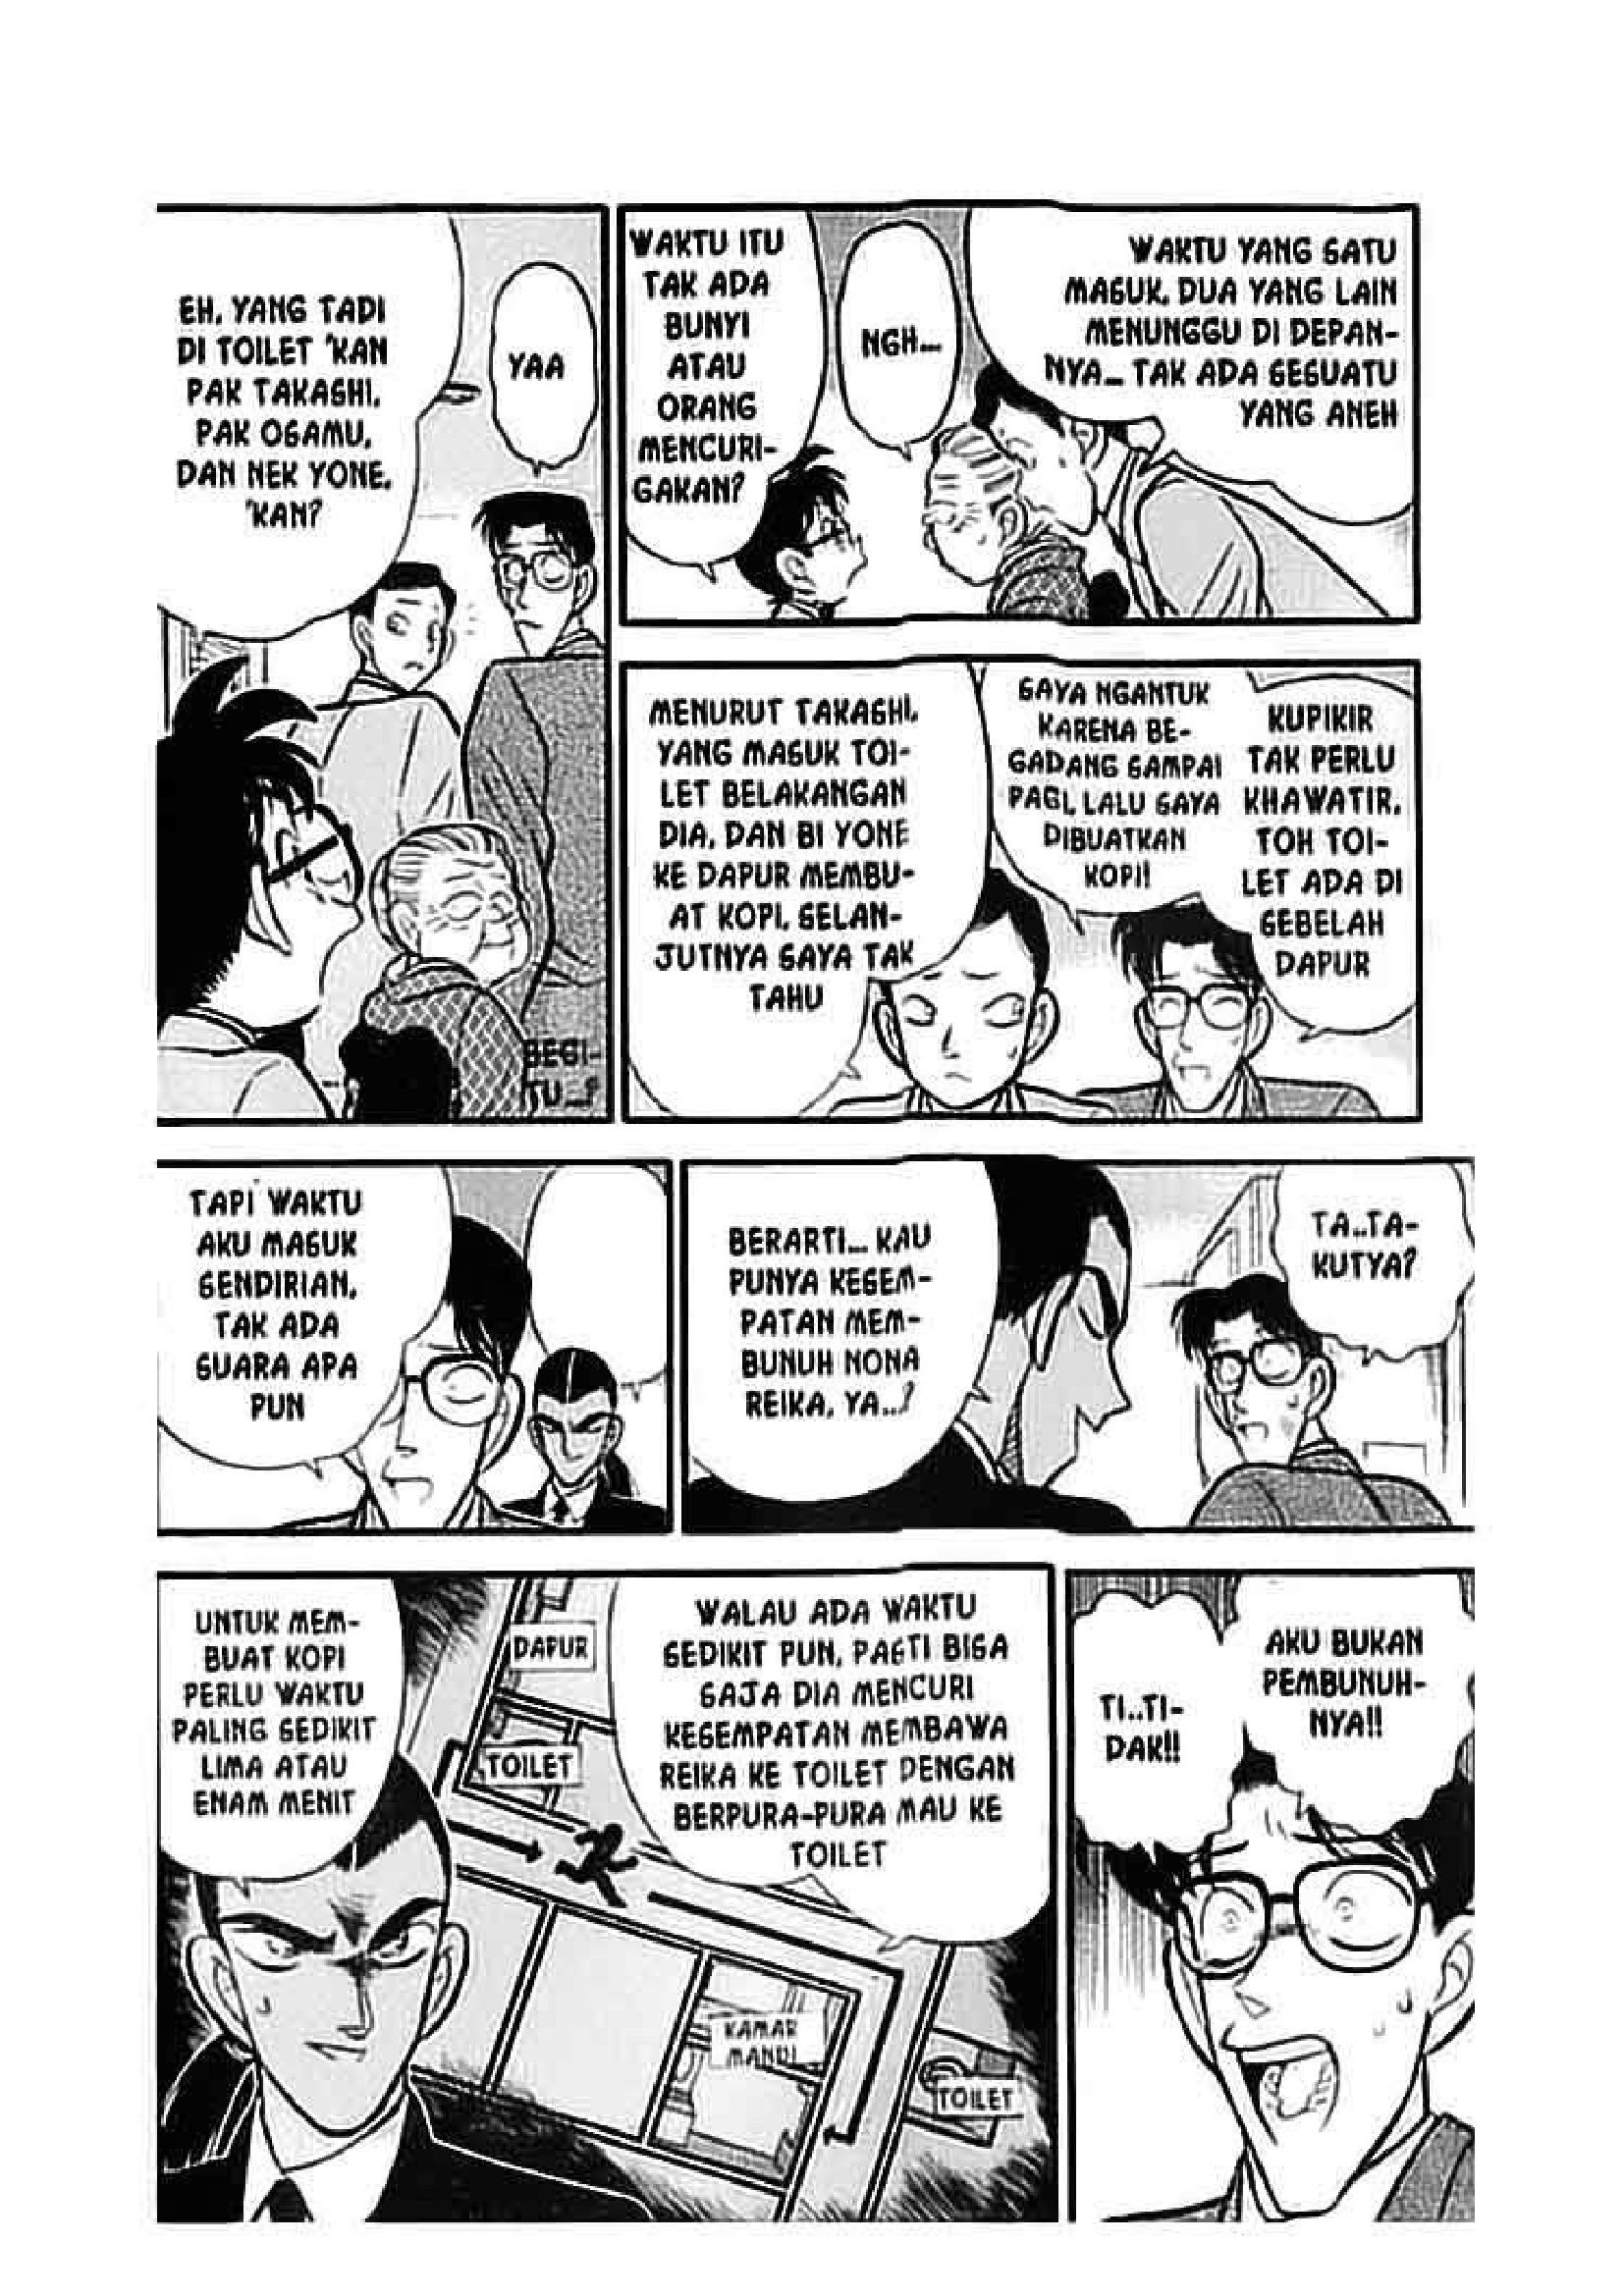 EH, YANG TADI
DI TOILET 'KAN
PAK TAKASHI,
PAK OSAMU,
DAN NEK YONE,
'KAN?
YAA
BEGI-
TU...?
WAKTU ITU
TAK ADA
BUNYI
ATAU
ORANG
MENCURI-
GAKAN?
NGH...
WAKTU YANG SATU
MASUK, DUA YANG LAIN
MENUNGGU DI DEPAN-
NYA... TAK ADA SESUATU
YANG ANEH
MENURUT TAKASHI,
YANG MASUK TOI-
LET BELAKANGAN
DIA, DAN BI YONE
KE DAPUR MEMBU-
AT KOPI. SELAN-
JUTNYA SAYA TAK
TAHU
SAYA NGANTUK
KARENA BE-
GADANG SAMPAI
PAGI, LALU SAYA
DIBUATKAN
KOPI!
KUPIKIR
TAK PERLU
KHAWATIR,
TOH TOI-
LET ADA DI
SEBELAH
DAPUR
TAPI WAKTU
AKU MASUK
SENDIRIAN,
TAK ADA
SUARA APA
PUN
BERARTI... KAU
PUNYA KESEM-
PATAN MEM-
BUNUH NONA
REIKA, YA...?
TA..TA-
KUTYA?
UNTUK MEM-
BUAT KOPI
PERLU WAKTU
PALING SEDIKIT
LIMA ATAU
ENAM MENIT
DAPUR
TOILET
WALAU ADA WAKTU
SEDIKIT PUN, PASTI BISA
SAJA DIA MENCURI
KESEMPATAN MEMBAWA
REIKA KE TOILET DENGAN
BERPURA-PURA MAU KE
TOILET
KAMAR
MANDI
TOILET
TI..TI-
DAK!!
AKU BUKAN
PEMBUNUH-
NYA!!